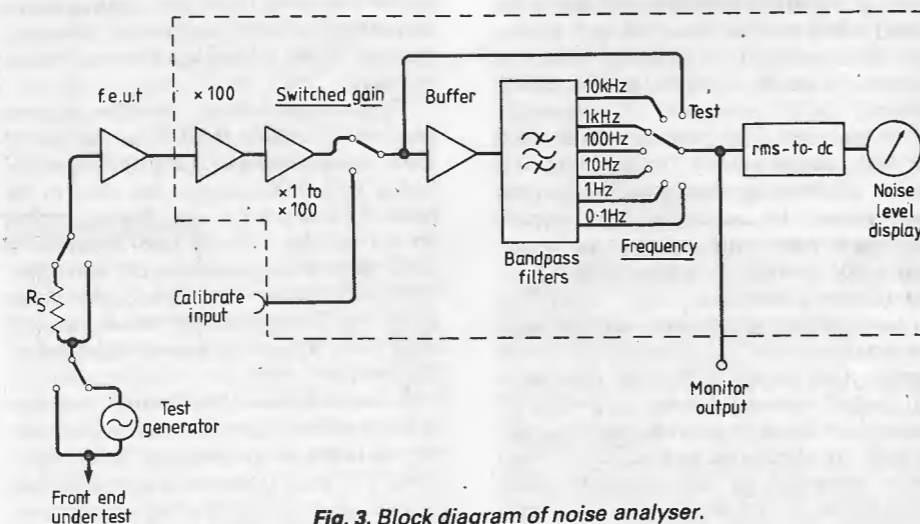 f.e.u.t
× 100
Switched gain
Buffer
× 1 to
× 100
10kHz
1kHz
100Hz
10Hz
1Hz
0·1Hz
Test
Bandpass
filters
Frequency
rms-to-dc
Noise
level
display
Monitor
output
Calibrate
input
RS
Test
generator
Front end
under test
Fig. 3. Block diagram of noise analyser.